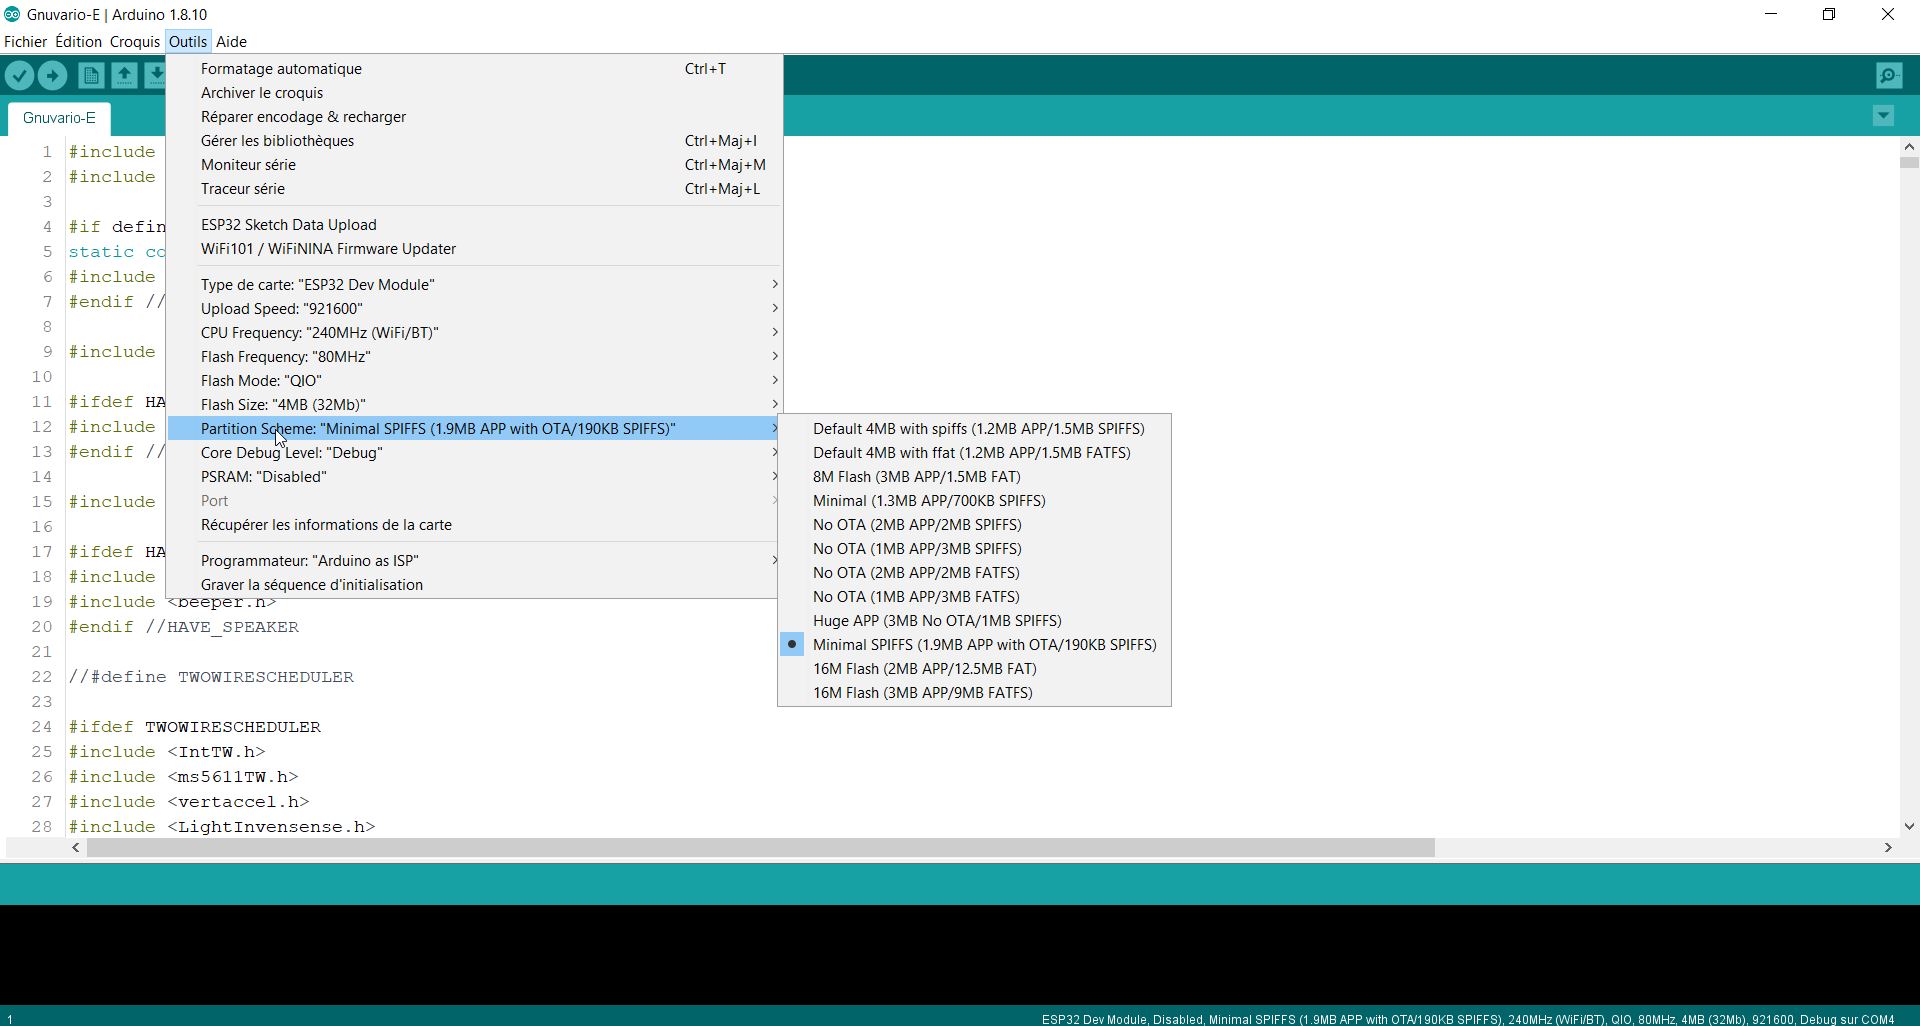 Gnuvario-E | Arduino 1.8.10
Fichier Édition Croquis Outils Aide
Gnuvario-E
Formatage automatique Ctrl+T
Archiver le croquis
Réparer encodage & recharger
Gérer les bibliothèques Ctrl+Maj+I
Moniteur série Ctrl+Maj+M
Traceur série Ctrl+Maj+L
ESP32 Sketch Data Upload
WiFi101 / WiFiNINA Firmware Updater
Type de carte: "ESP32 Dev Module"
Upload Speed: "921600"
CPU Frequency: "240MHz (WiFi/BT)"
Flash Frequency: "80MHz"
Flash Mode: "QIO"
Flash Size: "4MB (32Mb)"
Partition Scheme: "Minimal SPIFFS (1.9MB APP with OTA/190KB SPIFFS)"
Core Debug Level: "Debug"
PSRAM: "Disabled"
Port
Récupérer les informations de la carte
Programmateur: "Arduino as ISP"
Graver la séquence d'initialisation
Default 4MB with spiffs (1.2MB APP/1.5MB SPIFFS)
Default 4MB with ffat (1.2MB APP/1.5MB FATFS)
8M Flash (3MB APP/1.5MB FAT)
Minimal (1.3MB APP/700KB SPIFFS)
No OTA (2MB APP/2MB SPIFFS)
No OTA (1MB APP/3MB SPIFFS)
No OTA (2MB APP/2MB FATFS)
No OTA (1MB APP/3MB FATFS)
Huge APP (3MB No OTA/1MB SPIFFS)
Minimal SPIFFS (1.9MB APP with OTA/190KB SPIFFS)
16M Flash (2MB APP/12.5MB FAT)
16M Flash (3MB APP/9MB FATFS)
1 #include
2 #include
3
4 #if defin
5 static co
6 #include
7 #endif //
8
9 #include
10
11 #ifdef HA
12 #include
13 #endif //
14
15 #include
16
17 #ifdef HA
18 #include
19 #include <beeper.h>
20 #endif //HAVE_SPEAKER
21
22 //#define TWOWIRESCHEDULER
23
24 #ifdef TWOWIRESCHEDULER
25 #include <IntTW.h>
26 #include <ms5611TW.h>
27 #include <vertaccel.h>
28 #include <LightInvensense.h>
1 ESP32 Dev Module, Disabled, Minimal SPIFFS (1.9MB APP with OTA/190KB SPIFFS), 240MHz (WiFi/BT), QIO, 80MHz, 4MB (32Mb), 921600, Debug sur COM4